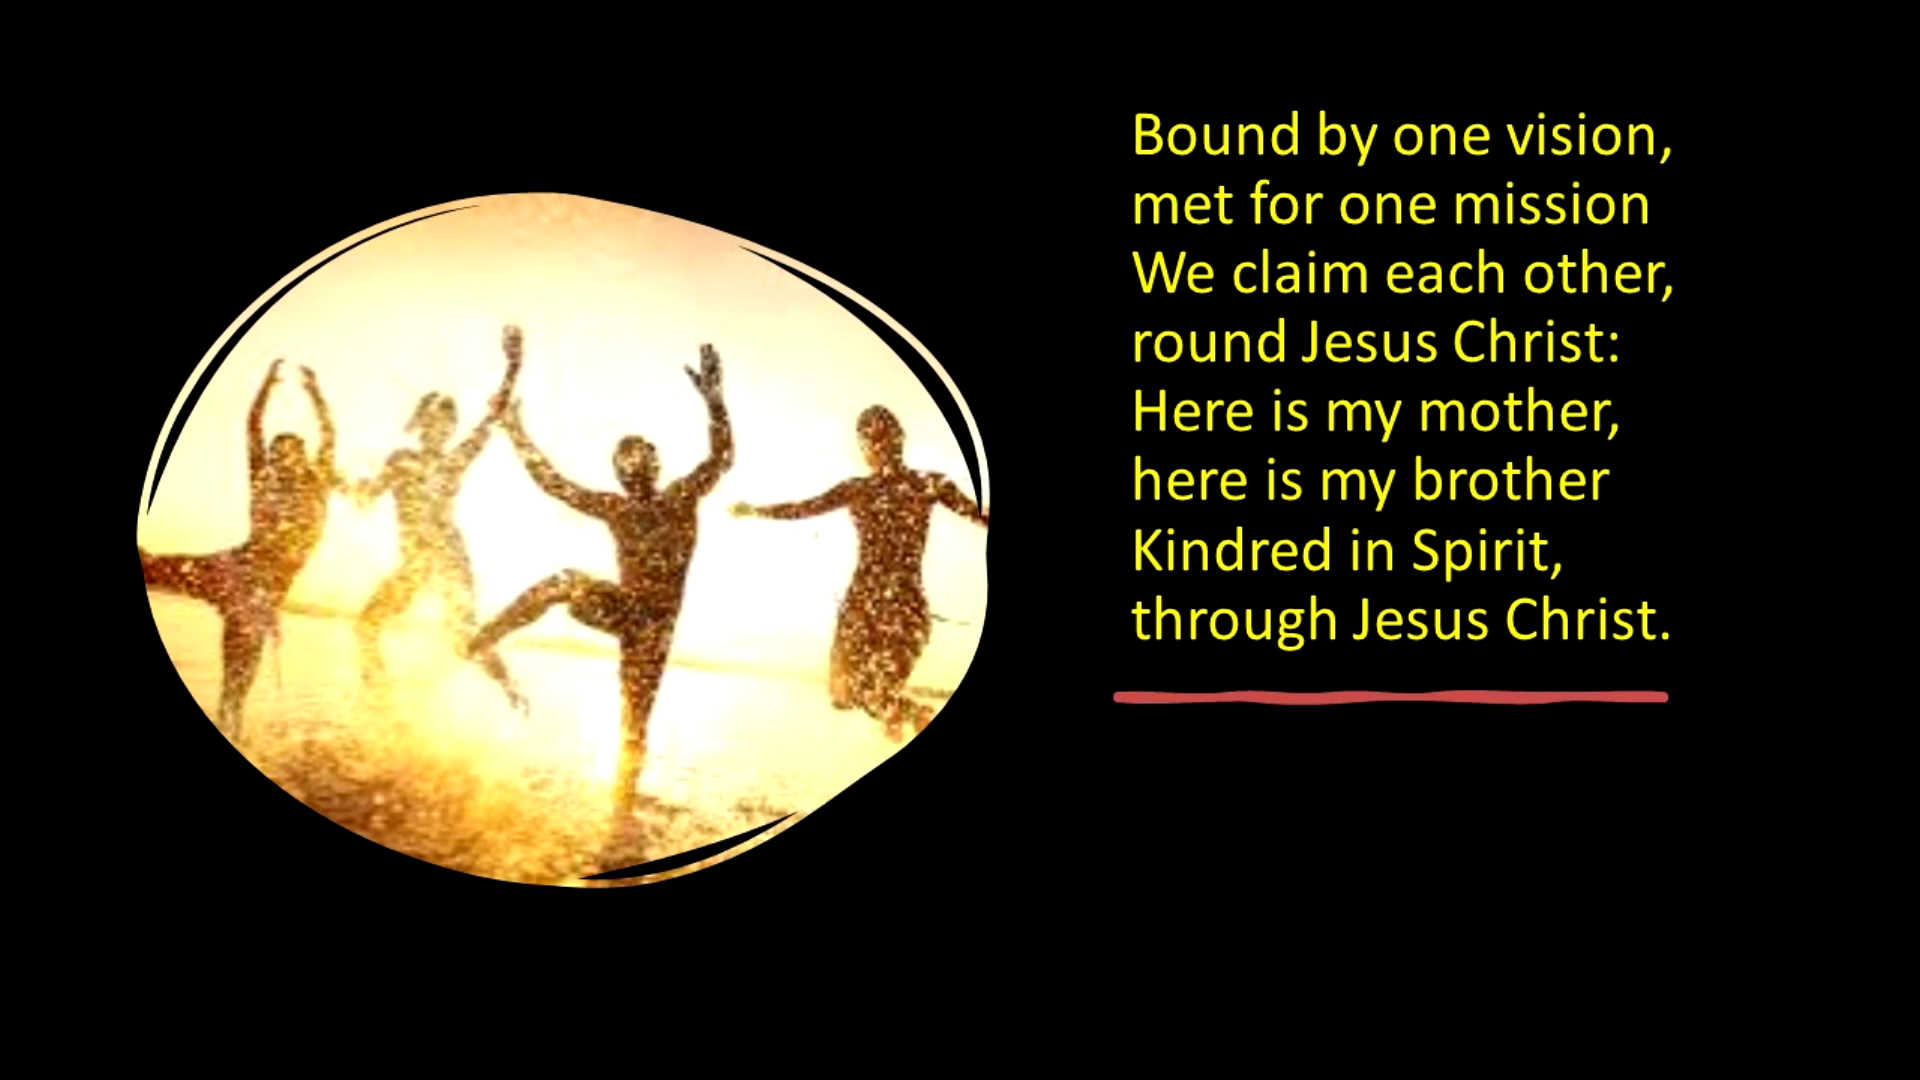 Bound by one vision,
met for one mission
We claim each other,
round Jesus Christ:
Here is my mother,
here is my brother
Kindred in Spirit,
through Jesus Christ.